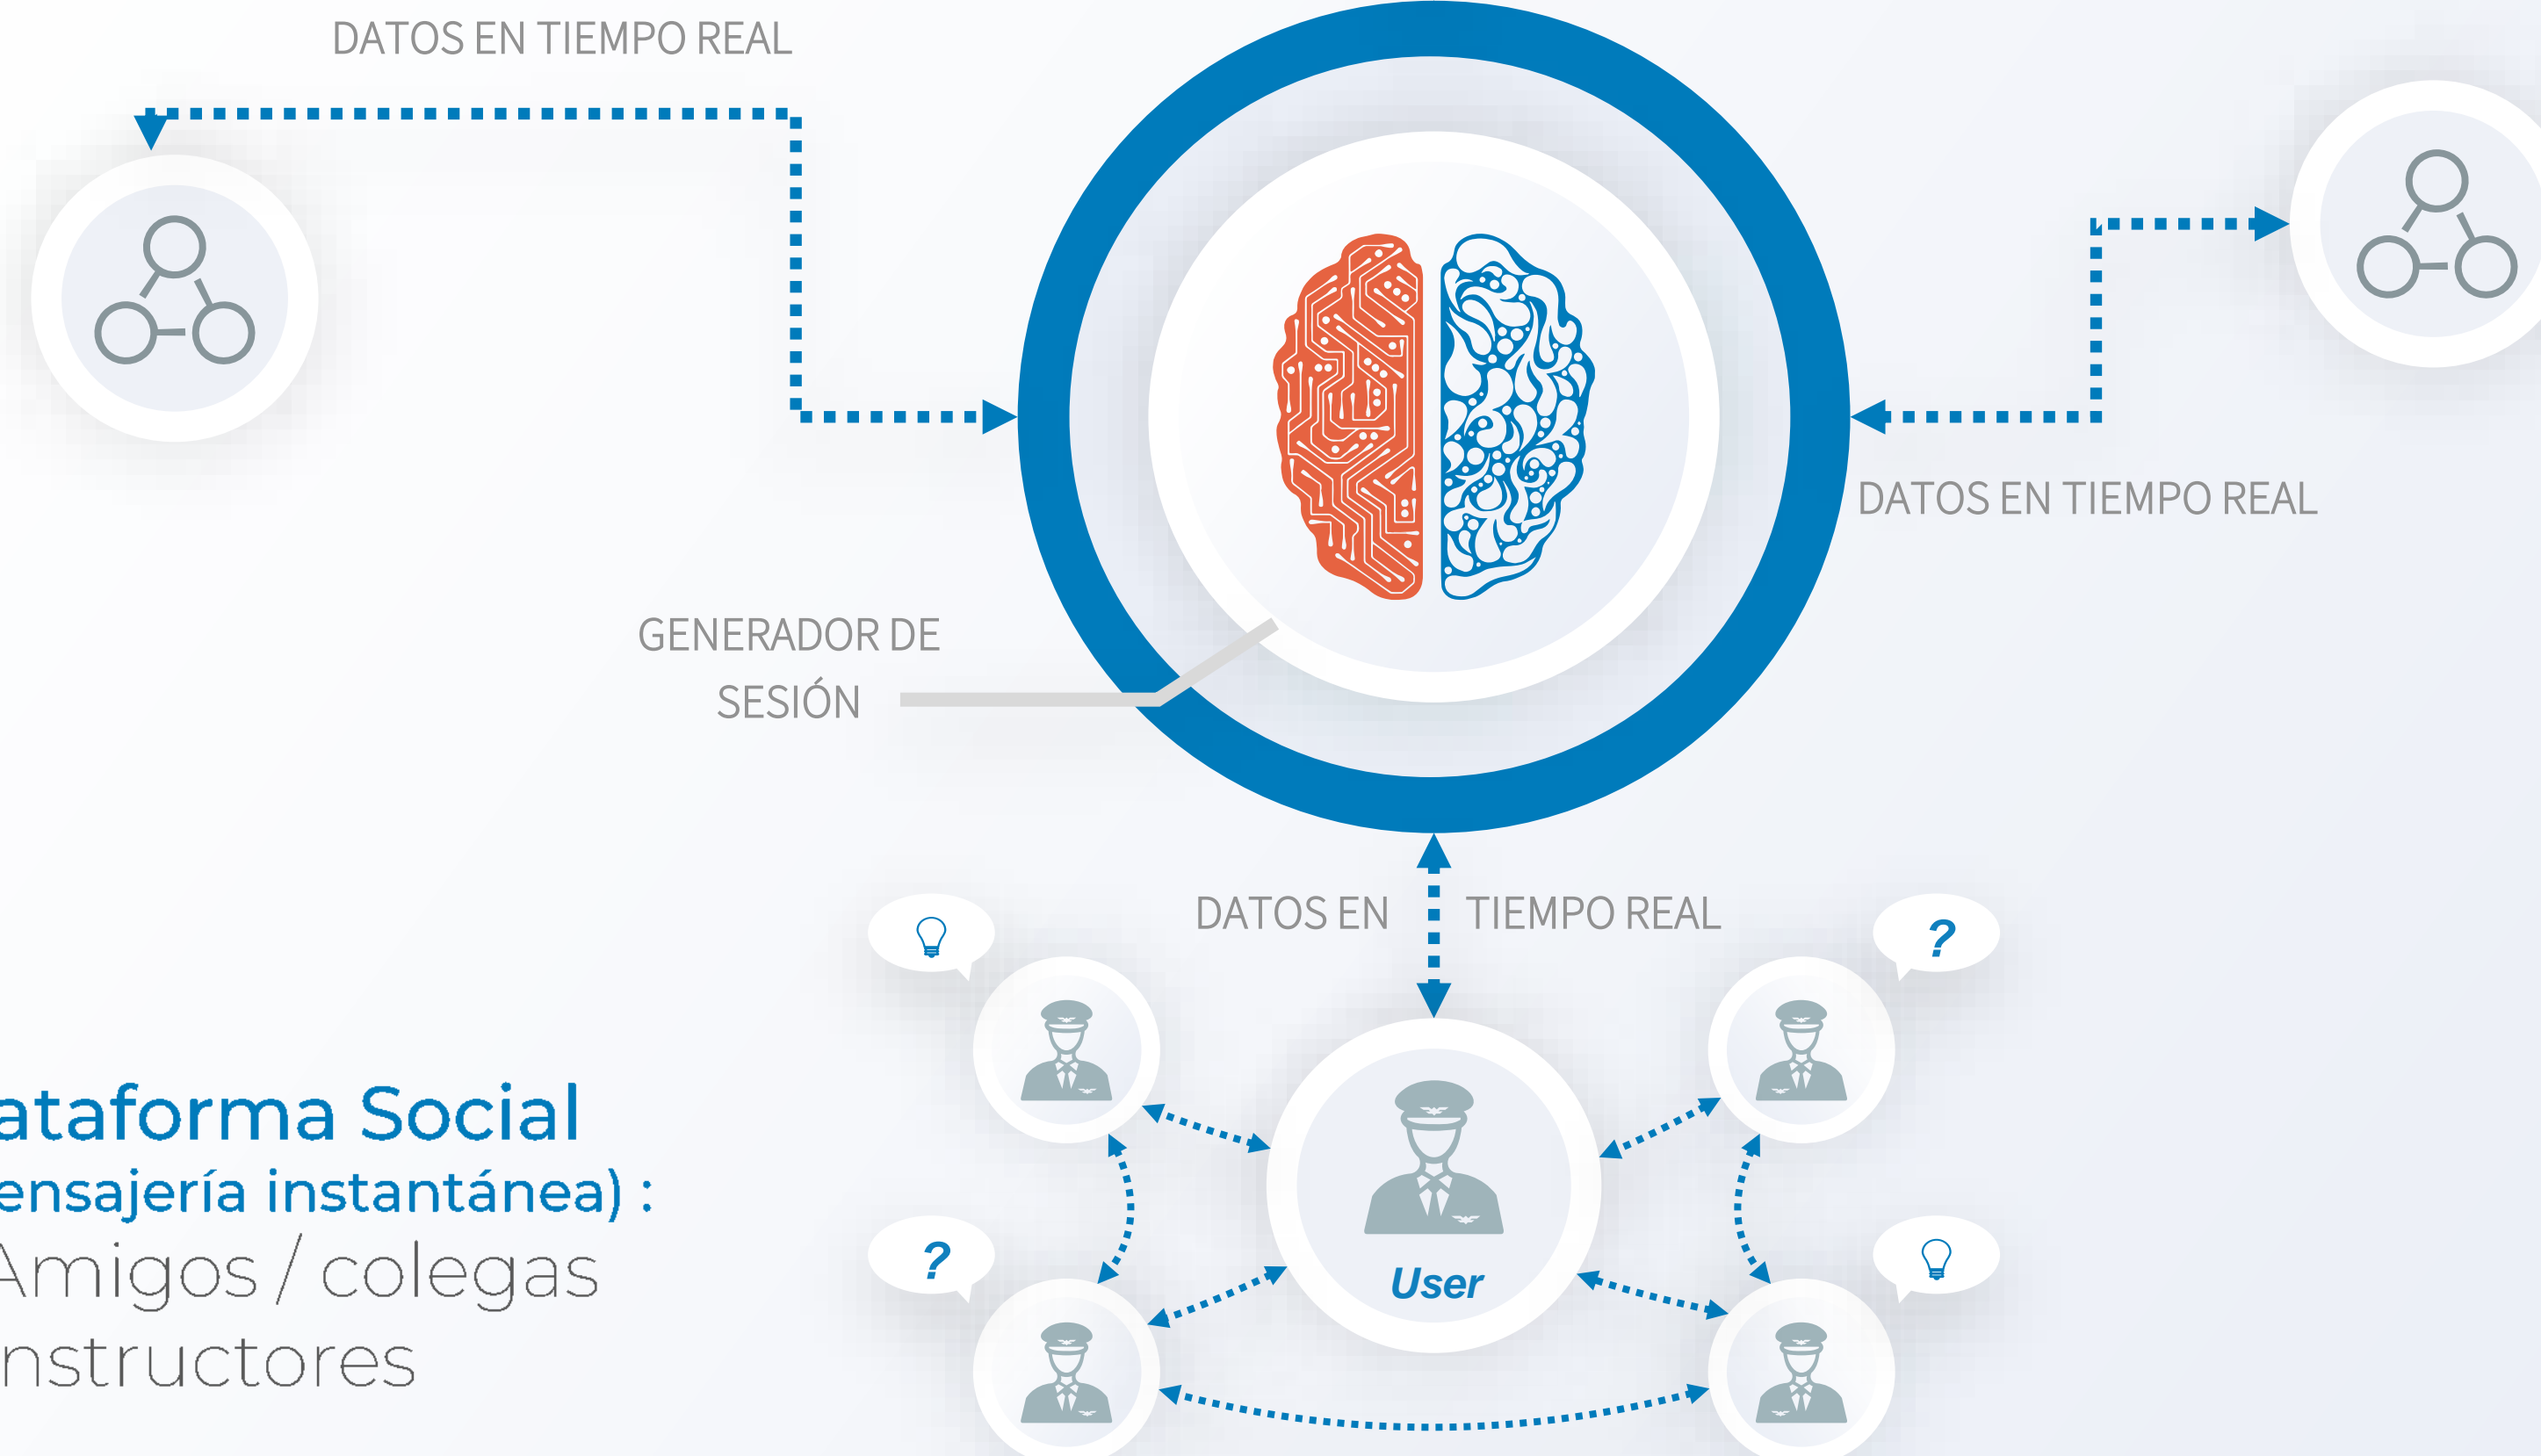 DATOS EN TIEMPO REAL
DATOS EN TIEMPO REAL
GENERADOR DE
SESIÓN
DATOS EN TIEMPO REAL
?
?
User
ataforma Social
ensajería instantánea) :
Amigos / colegas
nstructores